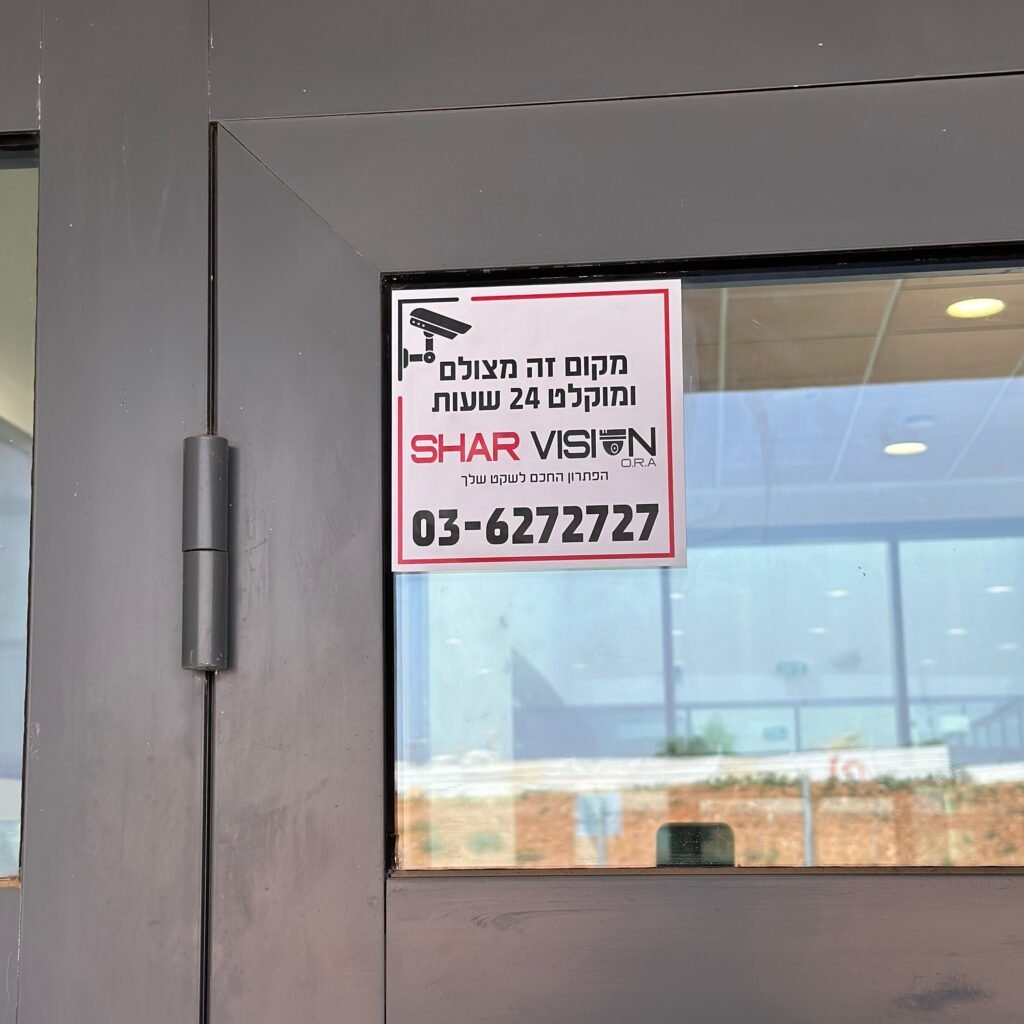 מקום זה מצולם
ומוקלט 24 שעות
SHAR VISION
O.R.A
הפתרון החכם לשקט שלך
03-6272727